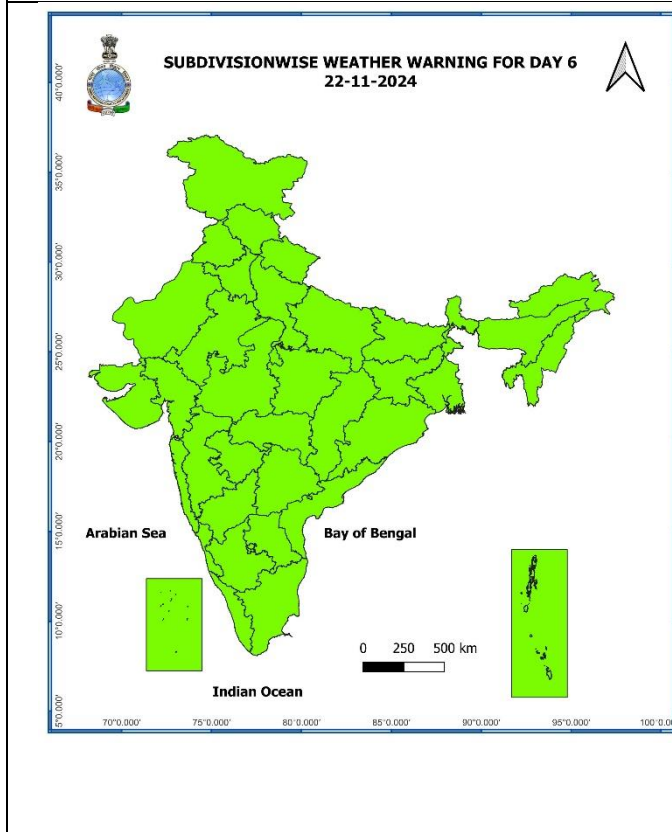 SUBDIVISIONWISE WEATHER WARNING FOR DAY 6
22-11-2024
40°0.000'
35°0.000'
30°0.000'
25°0.000'
20°0.000'
15°0.000'
10°0.000'
5°0.000'
Arabian Sea
Bay of Bengal
0 250 500 km
Indian Ocean
70°0.000' 75°0.000' 80°0.000' 85°0.000' 90°0.000' 95°0.000' 100°0.0